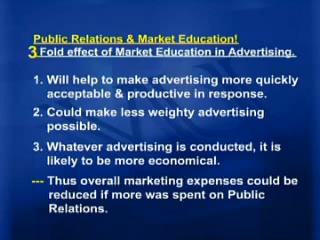 Public Relations & Market Education!
3 Fold effect of Market Education in Advertising.
1. Will help to make advertising more quickly
acceptable & productive in response.
2. Could make less weighty advertising
possible.
3. Whatever advertising is conducted, it is
likely to be more economical.
--- Thus overall marketing expenses could be
reduced if more was spent on Public
Relations.